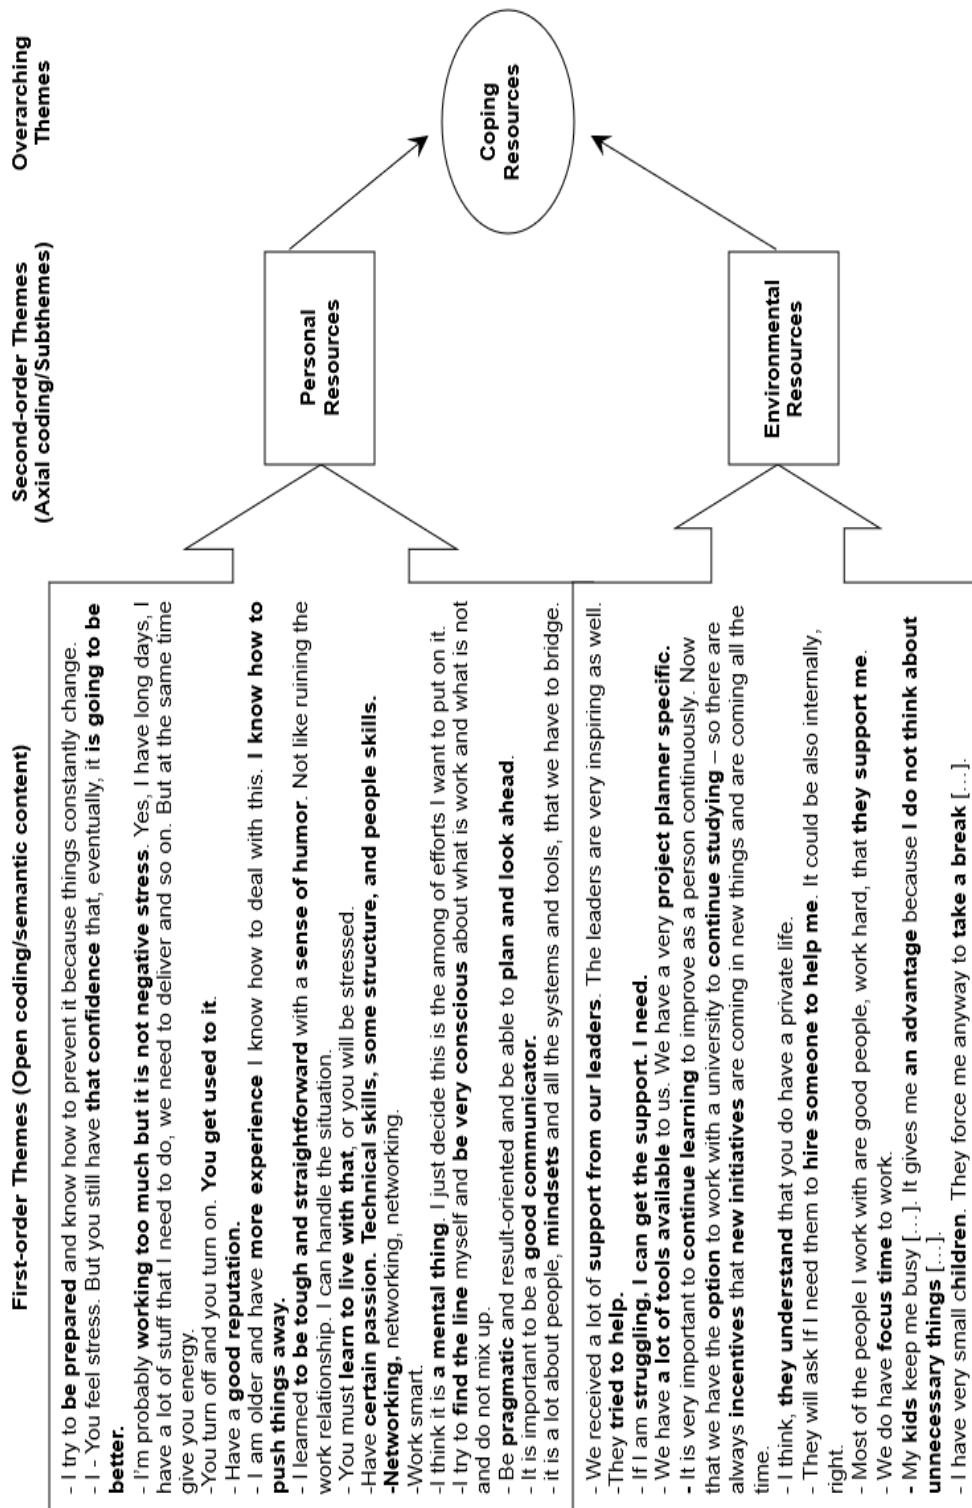 First-order Themes (Open coding/semantic content)
Second-order Themes
(Axial coding/Subthemes)
Overarching
Themes
- I try to be prepared and know how to prevent it because things constantly change.
- I - You feel stress. But you still have that confidence that, eventually, it is going to be
better.
- I'm probably working too much but it is not negative stress. Yes, I have long days, I
have a lot of stuff that I need to do, we need to deliver and so on. But at the same time
give you energy.
-You turn off and you turn on. You get used to it.
- Have a good reputation.
- I am older and have more experience I know how to deal with this. I know how to
push things away.
- I learned to be tough and straightforward with a sense of humor. Not like ruining the
work relationship. I can handle the situation.
- You must learn to live with that, or you will be stressed.
-Have certain passion. Technical skills, some structure, and people skills.
-Networking, networking, networking.
-Work smart.
-I think it is a mental thing. I just decide this is the among of efforts I want to put on it.
-I try to find the line myself and be very conscious about what is work and what is not
and do not mix up.
- Be pragmatic and result-oriented and be able to plan and look ahead.
- It is important to be a good communicator.
- it is a lot about people, mindsets and all the systems and tools, that we have to bridge.
Personal
Resources
- We received a lot of support from our leaders. The leaders are very inspiring as well.
-They tried to help.
- If I am struggling, I can get the support. I need.
- We have a lot of tools available to us. We have a very project planner specific.
- It is very important to continue learning to improve as a person continuously. Now
that we have the option to work with a university to continue studying – so there are
always incentives that new initiatives are coming in new things and are coming all the
time.
- I think, they understand that you do have a private life.
- They will ask If I need them to hire someone to help me. It could be also internally,
right.
- Most of the people I work with are good people, work hard, that they support me.
- We do have focus time to work.
- My kids keep me busy [...]. It gives me an advantage because I do not think about
unnecessary things [...].
- I have very small children. They force me anyway to take a break [...].
Environmental
Resources
Coping
Resources